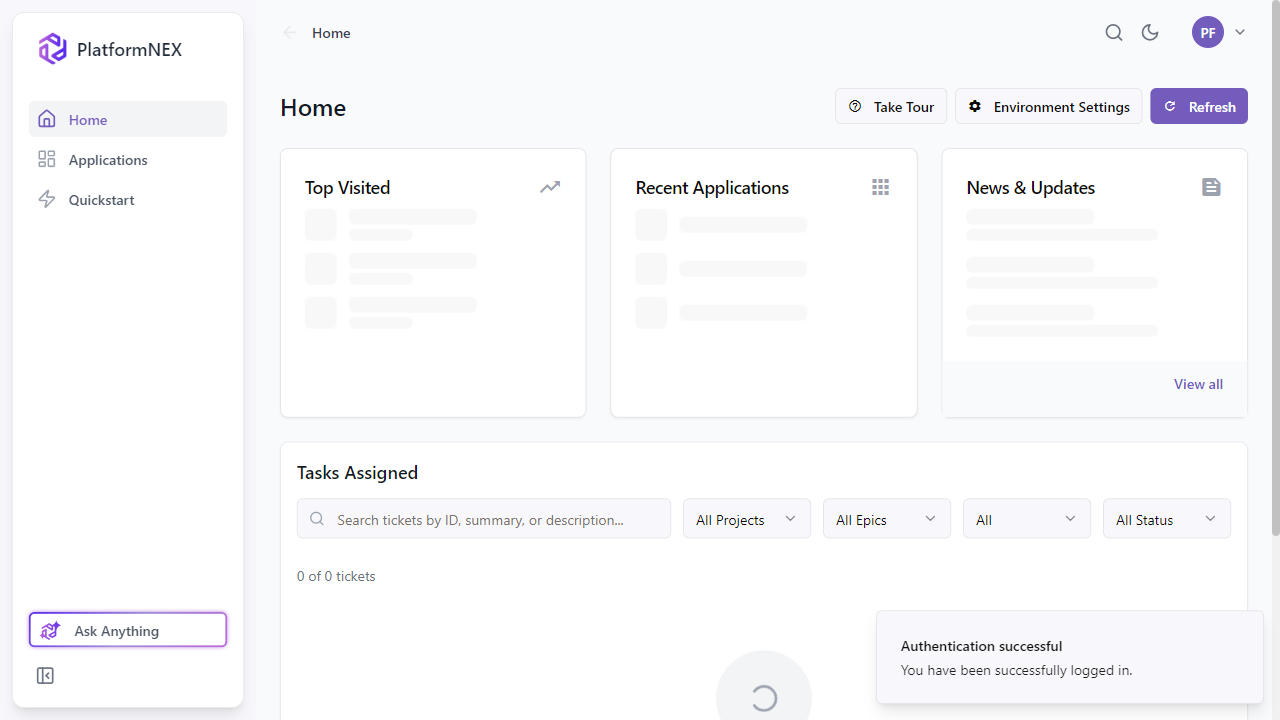 PlatformNEX
Home
Applications
Quickstart
Ask Anything
Home
PF
Home
Take Tour
Environment Settings
Refresh
Top Visited
Recent Applications
News & Updates
View all
Tasks Assigned
Search tickets by ID, summary, or description...
All Projects
All Epics
All
All Status
0 of 0 tickets
Authentication successful
You have been successfully logged in.